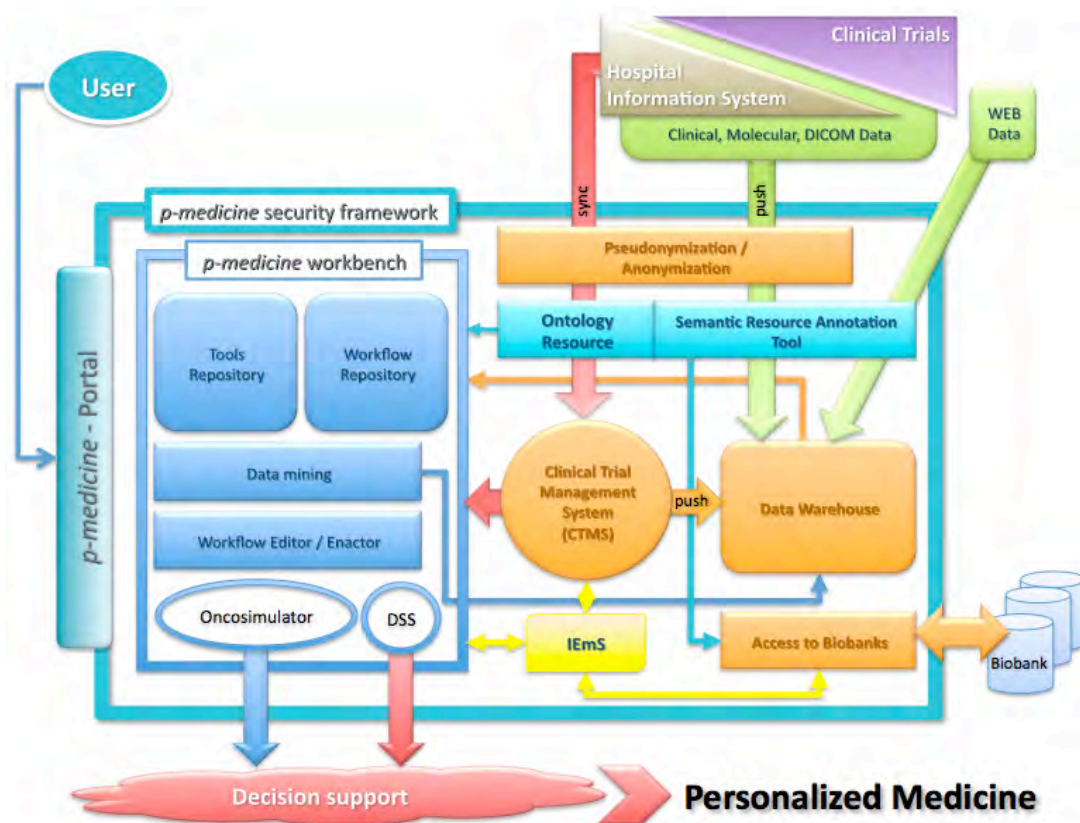 User
Clinical Trials
Hospital
Information System
Clinical, Molecular, DICOM Data
WEB
Data
sync
push
p-medicine security framework
p-medicine workbench
Pseudonymization /
Anonymization
Ontology
Resource
Semantic Resource Annotation
Tool
Tools
Repository
Workflow
Repository
p-medicine - Portal
Data mining
Clinical Trial
Management
System
(CTMS)
push
Data Warehouse
Workflow Editor / Enactor
Oncosimulator
DSS
IEmS
Access to Biobanks
Biobank
Decision support
Personalized Medicine